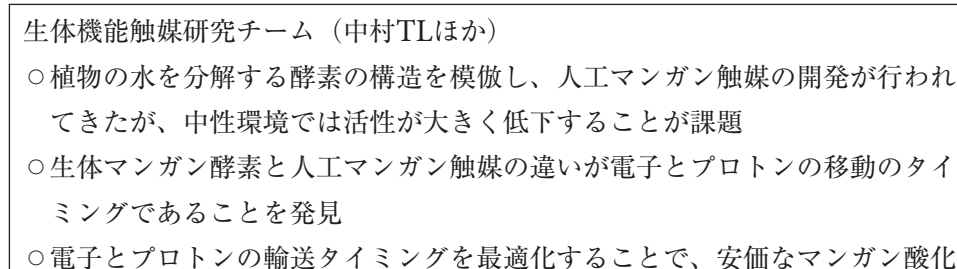 生体機能触媒研究チーム（中村TLほか）
○植物の水を分解する酵素の構造を模倣し、人工マンガン触媒の開発が行われ
てきたが、中性環境では活性が大きく低下することが課題
○生体マンガン酵素と人工マンガン触媒の違いが電子とプロトンの移動のタイ
ミングであることを発見
○電子とプロトンの輸送タイミングを最適化することで、安価なマンガン酸化